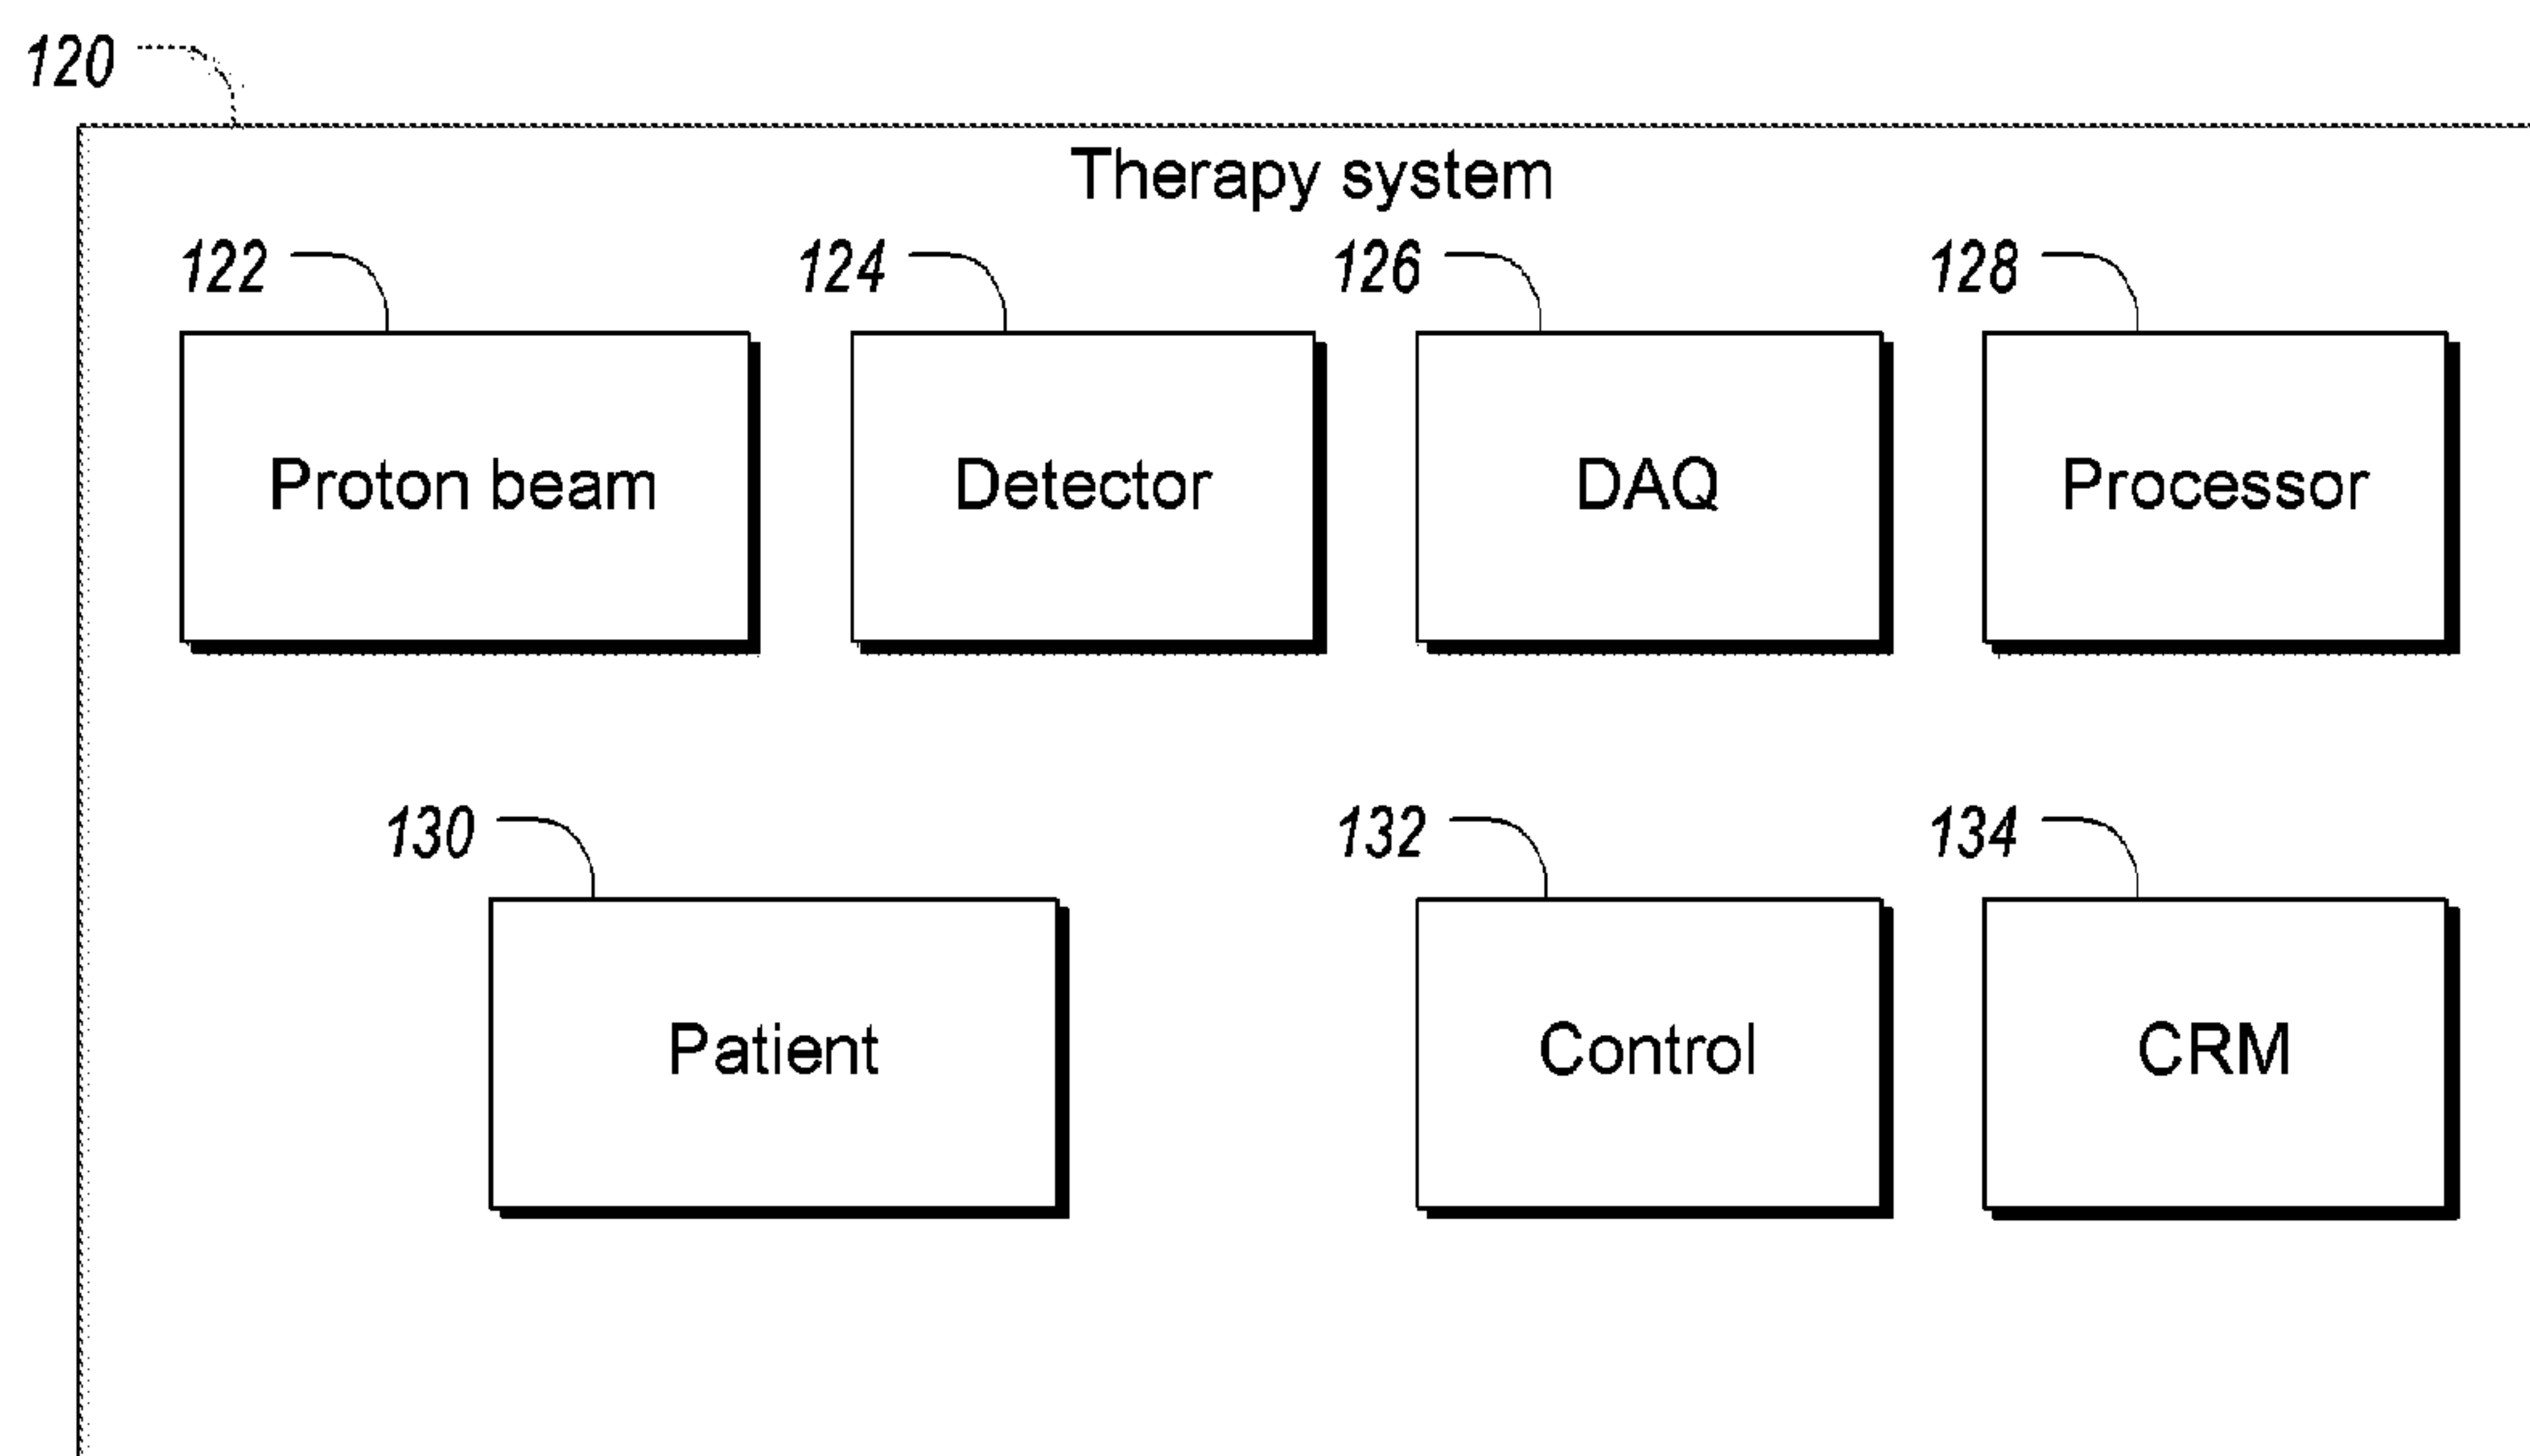 120
Therapy system
122 124 126 128
Proton beam Detector DAQ Processor
130 132 134
Patient Control CRM